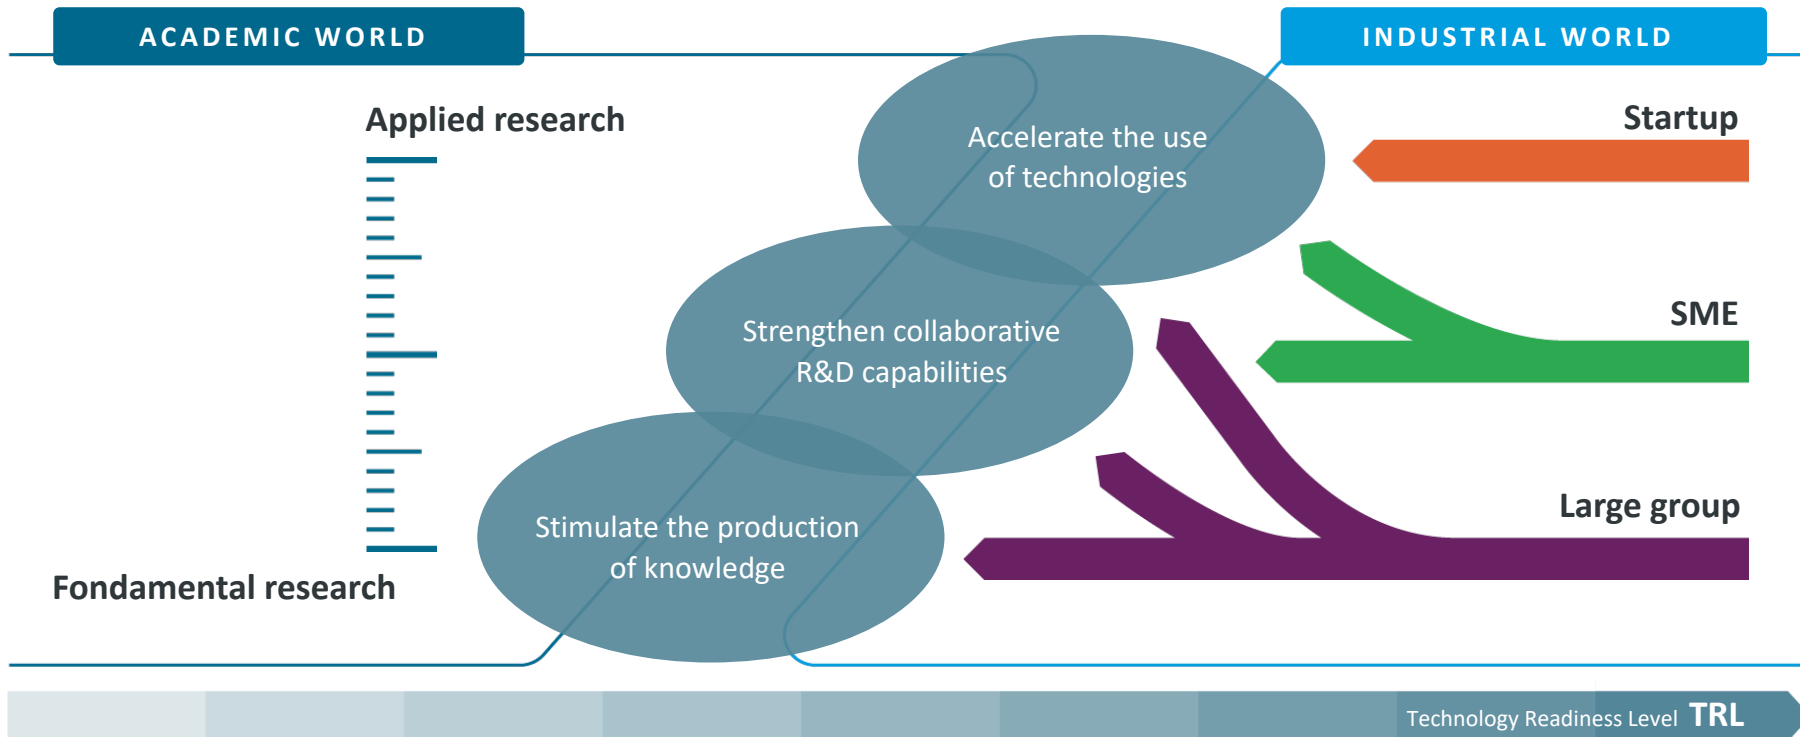 ACADEMIC WORLD
INDUSTRIAL WORLD
Applied research
Startup
Accelerate the use
of technologies
SME
Strengthen collaborative
R&D capabilities
Large group
Stimulate the production
of knowledge
Fondamental research
Technology Readiness Level TRL